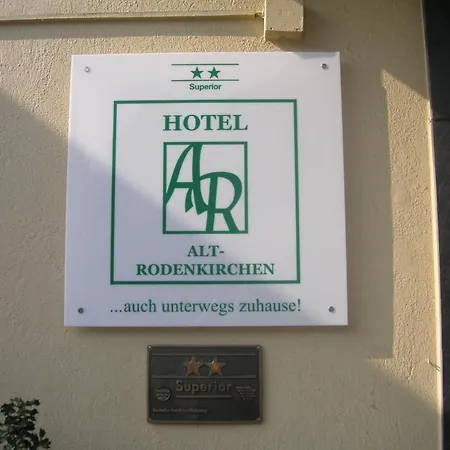 ★★
Superior
HOTEL
AR
ALT-
RODENKIRCHEN
...auch unterwegs zuhause!
★★
Superior